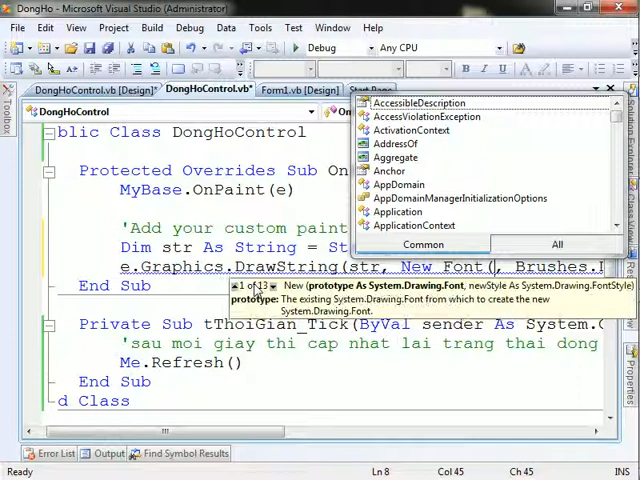 DongHo - Microsoft Visual Studio (Administrator)
File Edit View Project Build Debug Data Tools Test Window Help
Debug Any CPU
DongHoControl.vb [Design]* DongHoControl.vb* Form1.vb [Design]* Start Page
Toolbox
DongHoControl
blic Class DongHoControl
Protected Overrides Sub On
MyBase.OnPaint(e)
'Add your custom paint
Dim str As String = St
e.Graphics.DrawString(str, New Font(, Brushes.
End Sub
AccessibleDescription
AccessViolationException
ActivationContext
AddressOf
Aggregate
Anchor
AppDomain
AppDomainManagerInitializationOptions
Application
ApplicationContext
Common All
1 of 13 New (prototype As System.Drawing.Font, newStyle As System.Drawing.FontStyle)
prototype: The existing System.Drawing.Font from which to create the new
System.Drawing.Font.
Private Sub tThoiGian_Tick(ByVal sender As System.O
'sau moi giay thi cap nhat lai trang thai dong
Me.Refresh()
End Sub
d Class
Properties
Error List Output Find Symbol Results
Ready Ln 8 Col 45 Ch 45 INS